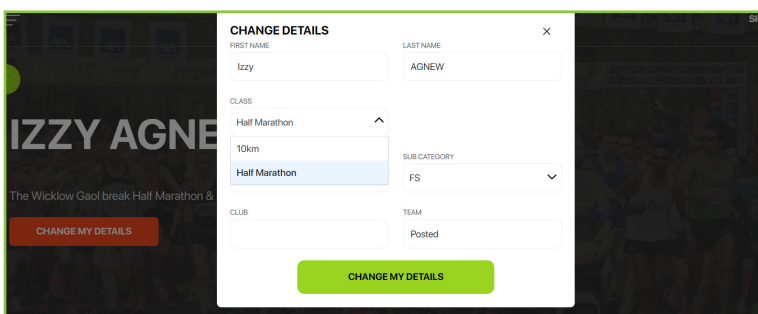 CHANGE DETAILS
FIRST NAME
LAST NAME
Izzy
AGNEW
CLASS
Half Marathon
10km
Half Marathon
SUB CATEGORY
FS
CLUB
TEAM
Posted
CHANGE MY DETAILS
IZZY AGNE
The Wicklow Gaol break Half Marathon &
CHANGE MY DETAILS